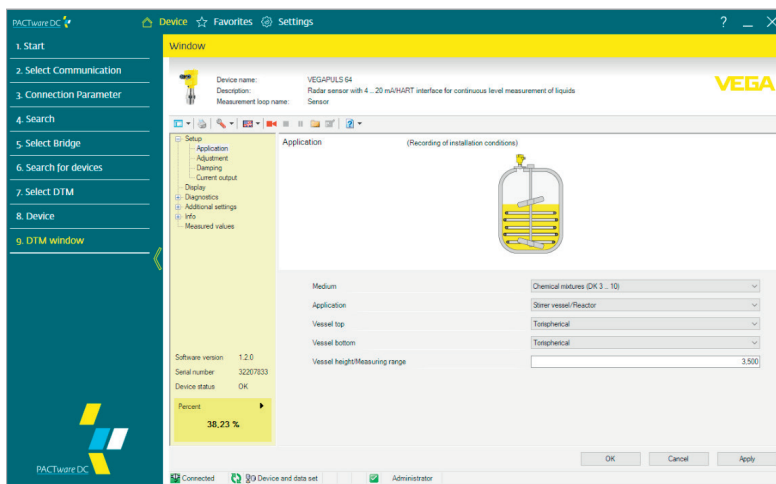 PACTware DC
Device Favorites Settings
?
1. Start
2. Select Communication
3. Connection Parameter
4. Search
5. Select Bridge
6. Search for devices
7. Select DTM
8. Device
9. DTM window
PACTware DC
Window
Device name: VEGAPULS 64
Description: Radar sensor with 4 .. 20 mA/HART interface for continuous level measurement of liquids
Measurement loop name: Sensor
VEGA
Setup
Application
Adjustment
Damping
Current output
Display
Diagnostics
Additional settings
Info
Measured values
Software version 1.2.0
Serial number 32207833
Device status OK
Percent
38,23 %
Application (Recording of installation conditions)
Medium Chemical mixtures (DK 3 .. 10)
Application Stirrer vessel/Reactor
Vessel top Torispherical
Vessel bottom Torispherical
Vessel height/Measuring range 3.500
OK Cancel Apply
Connected Device and data set Administrator